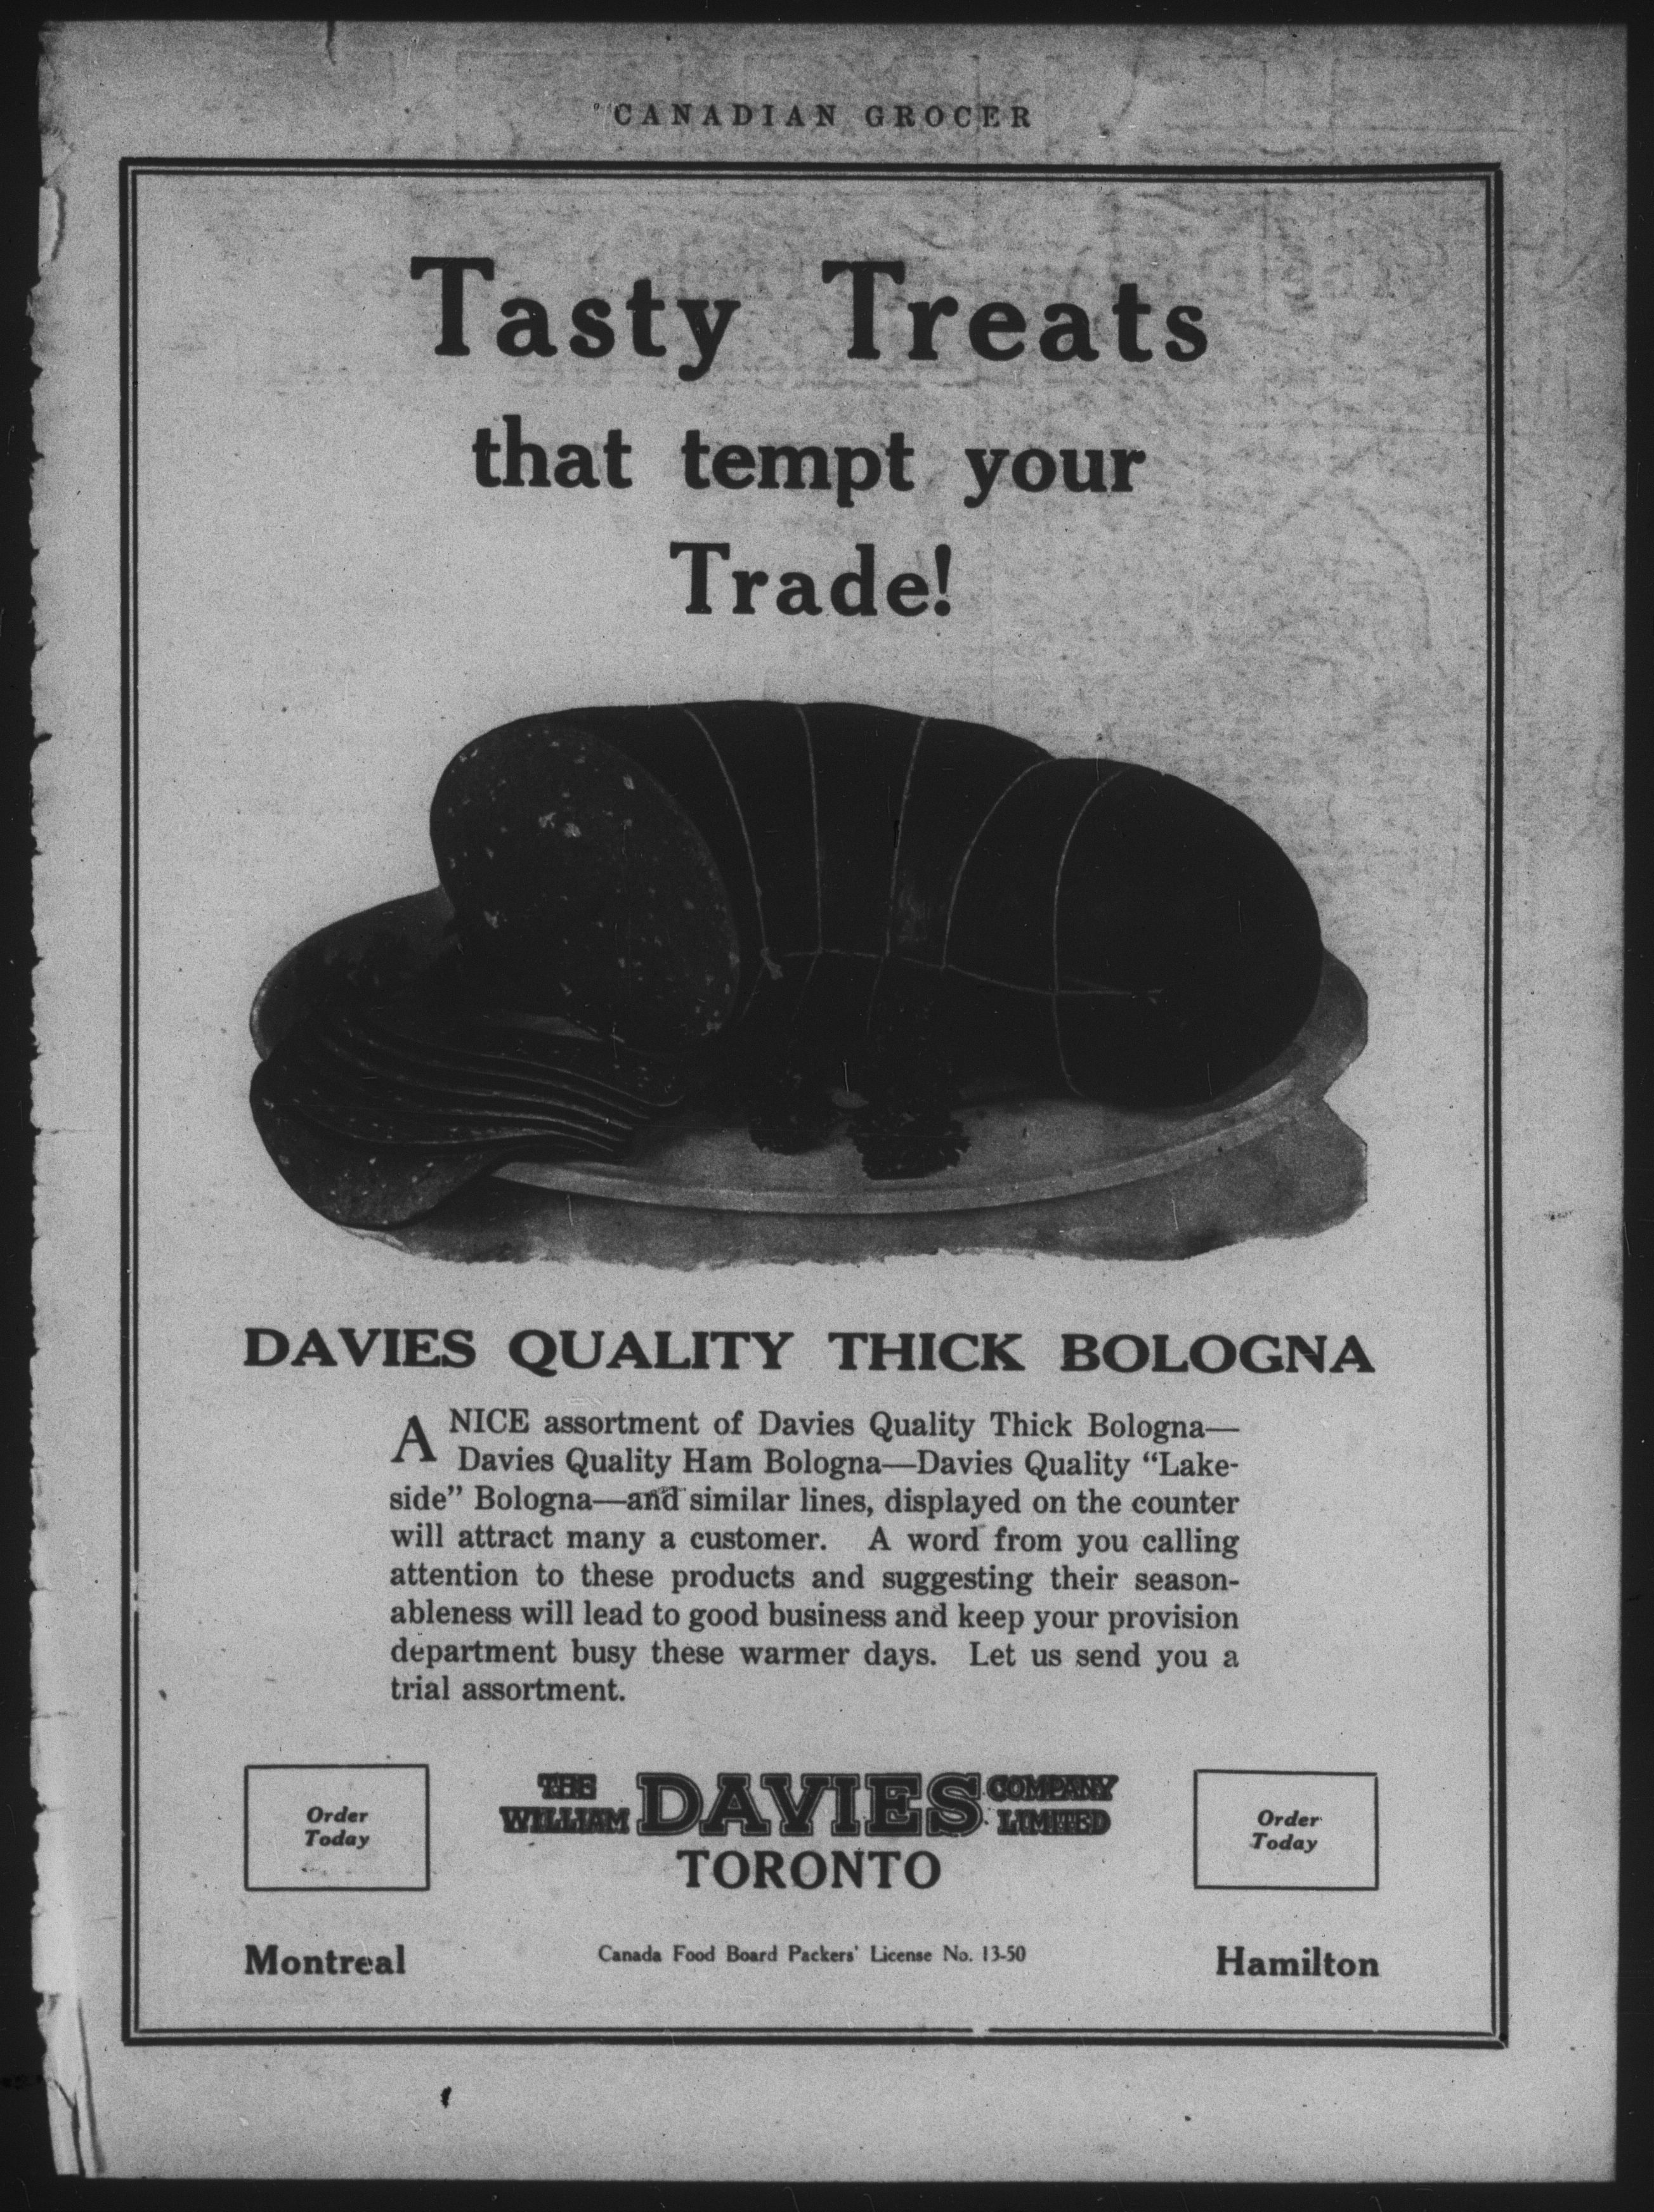 CANADIAN GROCER
Tasty Treats
that tempt your
Trade!
DAVIES QUALITY THICK BOLOGNA
A NICE assortment of Davies Quality Thick Bologna—
Davies Quality Ham Bologna—Davies Quality “Lake-
side” Bologna—and similar lines, displayed on the counter
will attract many a customer. A word from you calling
attention to these products and suggesting their season-
ableness will lead to good business and keep your provision
department busy these warmer days. Let us send you a
trial assortment.
Order
Today
THE
WILLIAM DAVIES COMPANY
LIMITED
TORONTO
Order
Today
Montreal
Canada Food Board Packers’ License No. 13-50
Hamilton